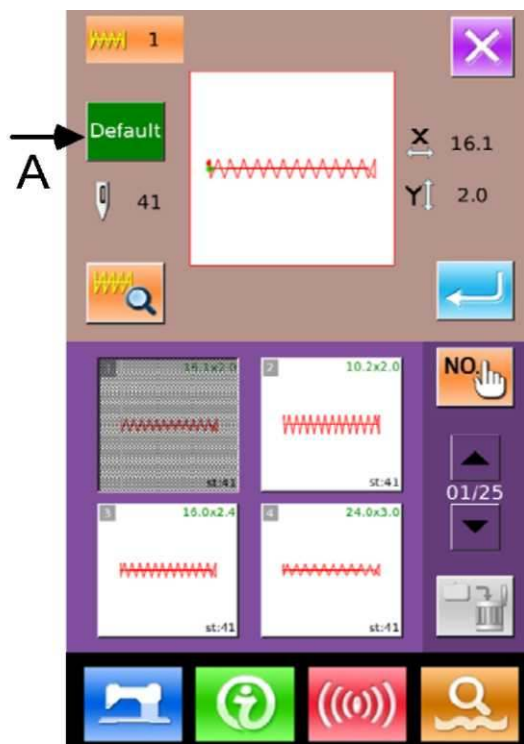 1
Default
A
X 16.1
41
Y 2.0
1 16.1x2.0
st:41
2 10.2x2.0
st:41
NO.
01/25
3 16.0x2.4
st:41
4 24.0x3.0
st:41